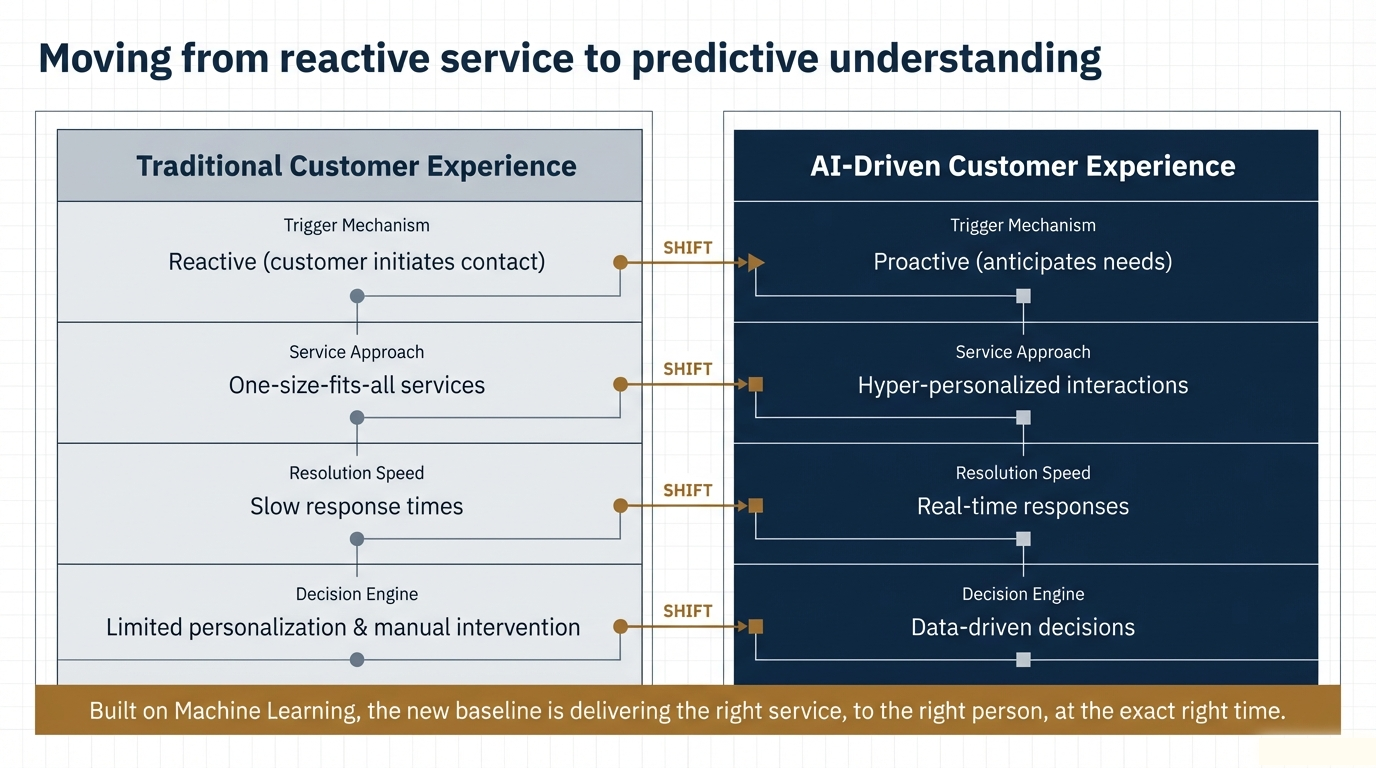 Moving from reactive service to predictive understanding
Traditional Customer Experience
Trigger Mechanism
Reactive (customer initiates contact)
Service Approach
One-size-fits-all services
Resolution Speed
Slow response times
Decision Engine
Limited personalization & manual intervention
SHIFT
SHIFT
SHIFT
SHIFT
AI-Driven Customer Experience
Trigger Mechanism
Proactive (anticipates needs)
Service Approach
Hyper-personalized interactions
Resolution Speed
Real-time responses
Decision Engine
Data-driven decisions
Built on Machine Learning, the new baseline is delivering the right service, to the right person, at the exact right time.